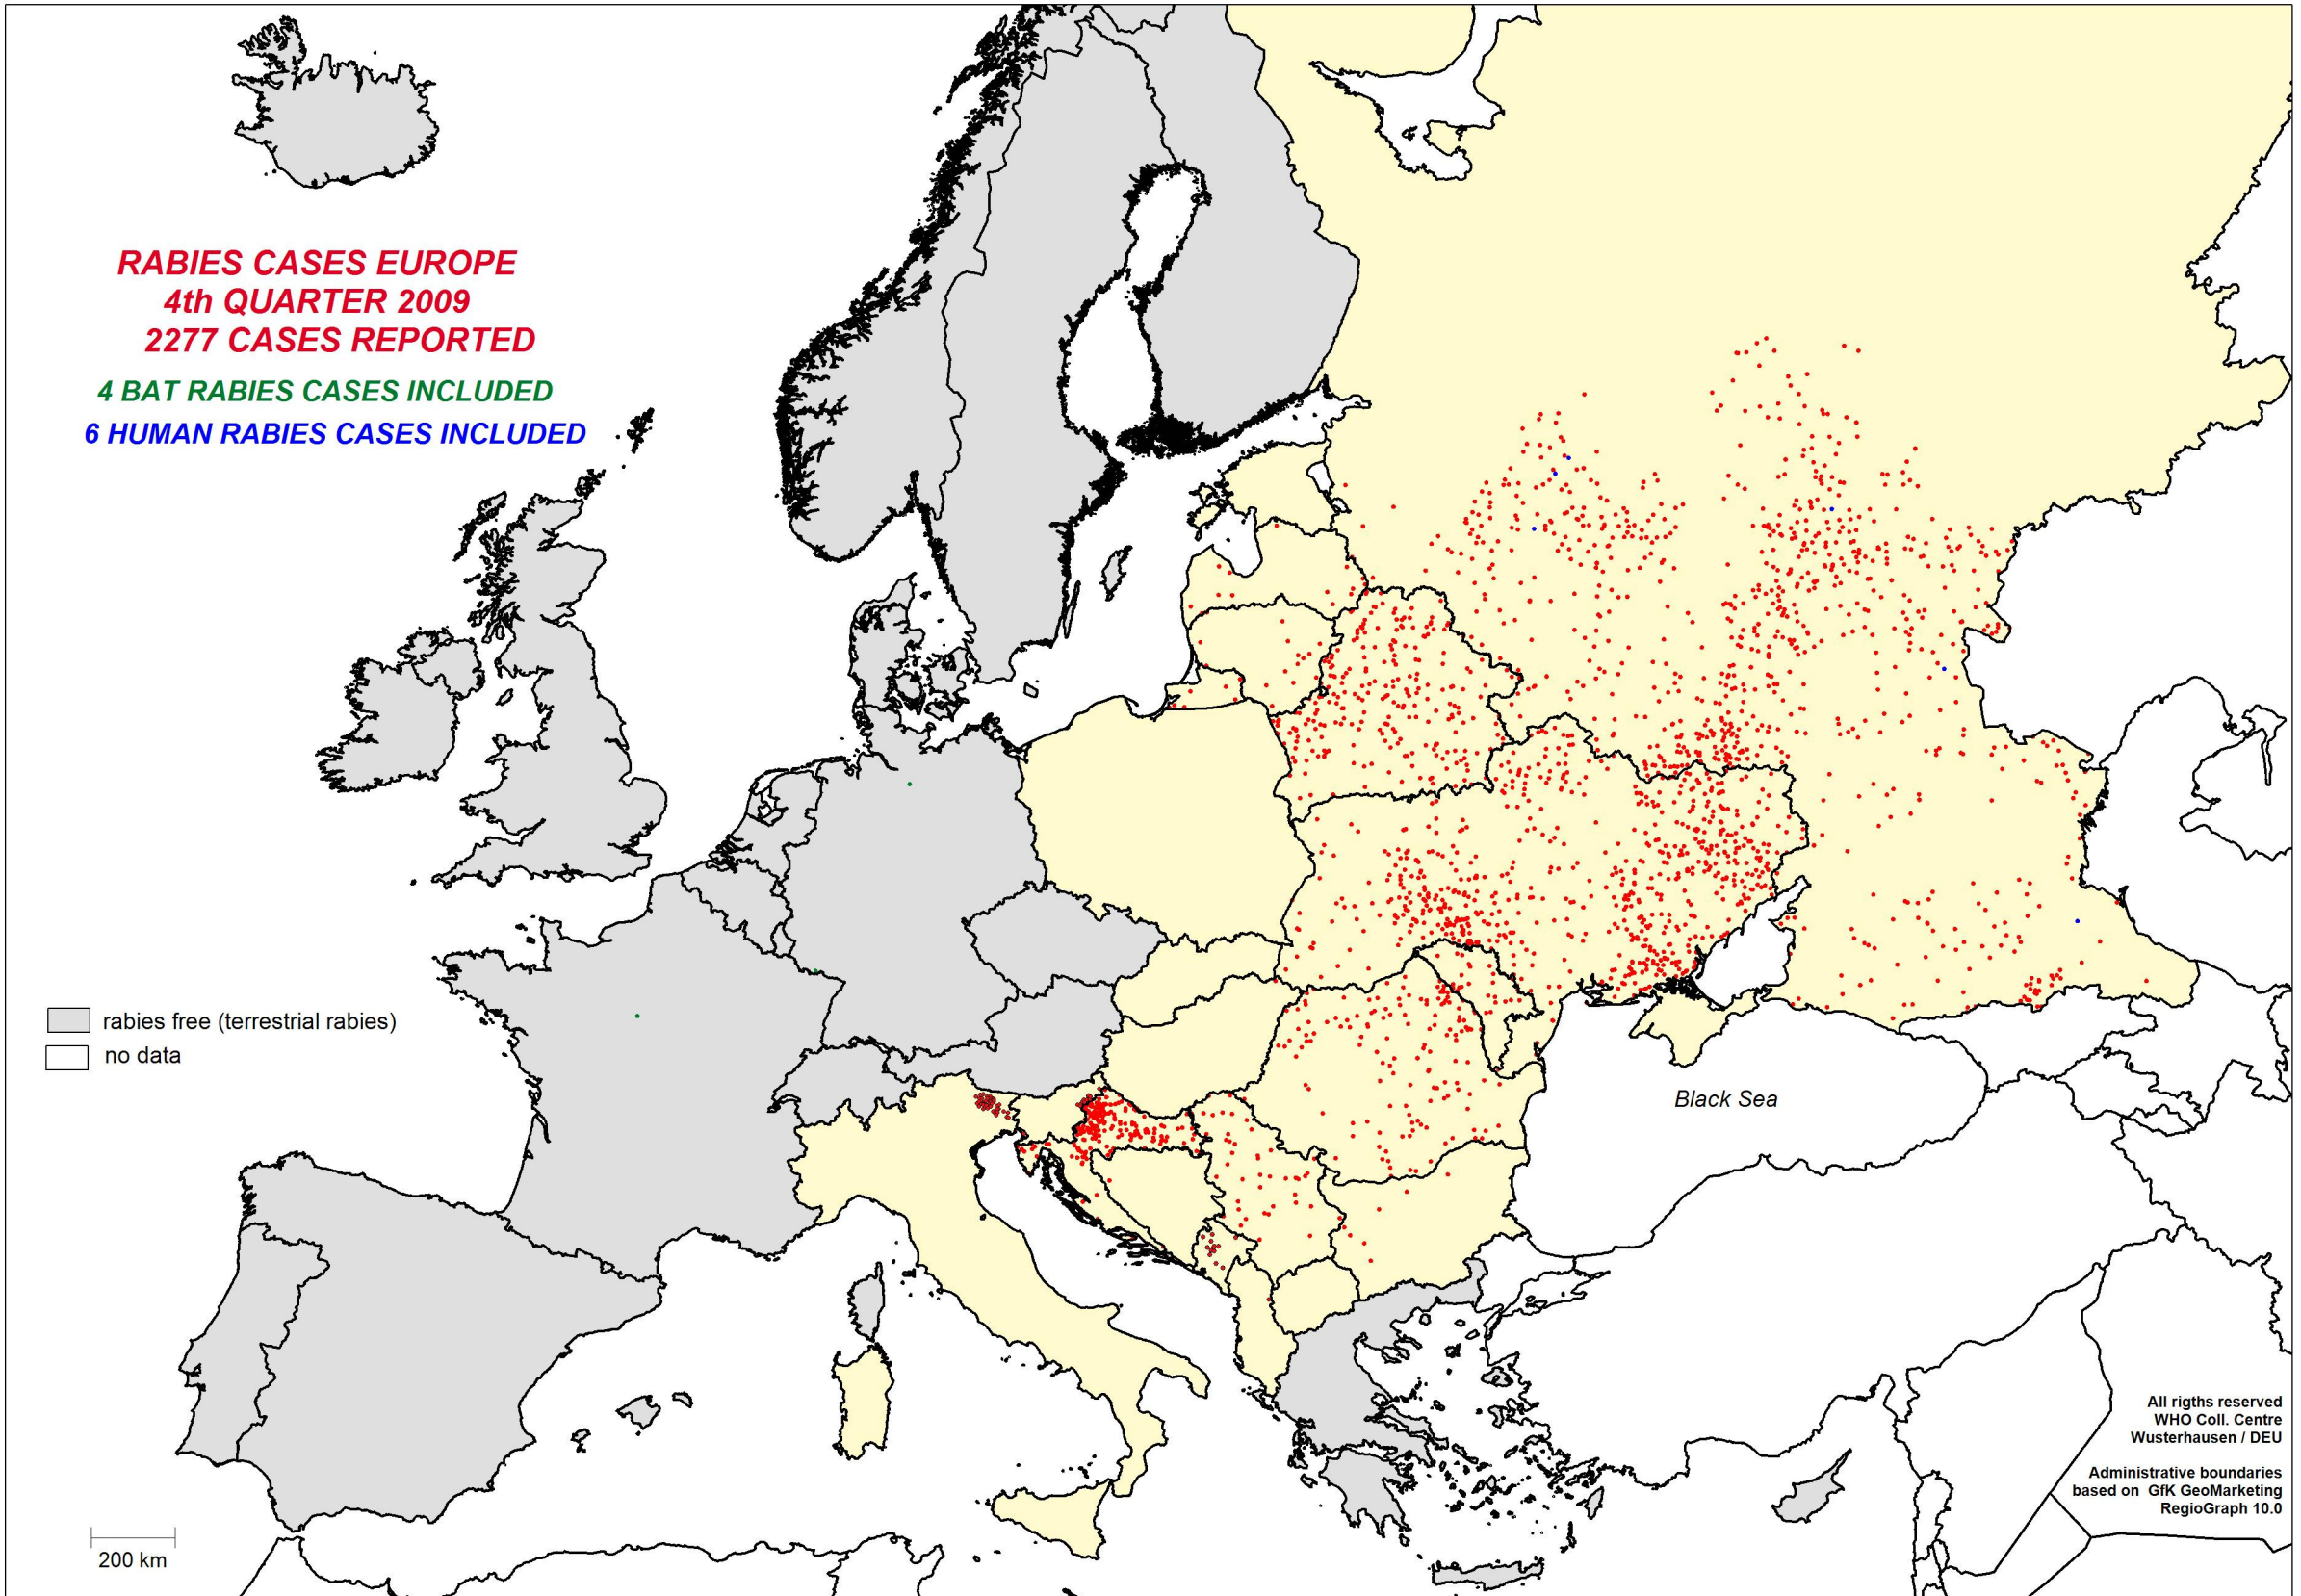 RABIES CASES EUROPE
4th QUARTER 2009
2277 CASES REPORTED
4 BAT RABIES CASES INCLUDED
6 HUMAN RABIES CASES INCLUDED
rabies free (terrestrial rabies)
no data
Black Sea
All rigths reserved
WHO Coll. Centre
Wusterhausen / DEU
Administrative boundaries
based on GfK GeoMarketing
RegioGraph 10.0
200 km